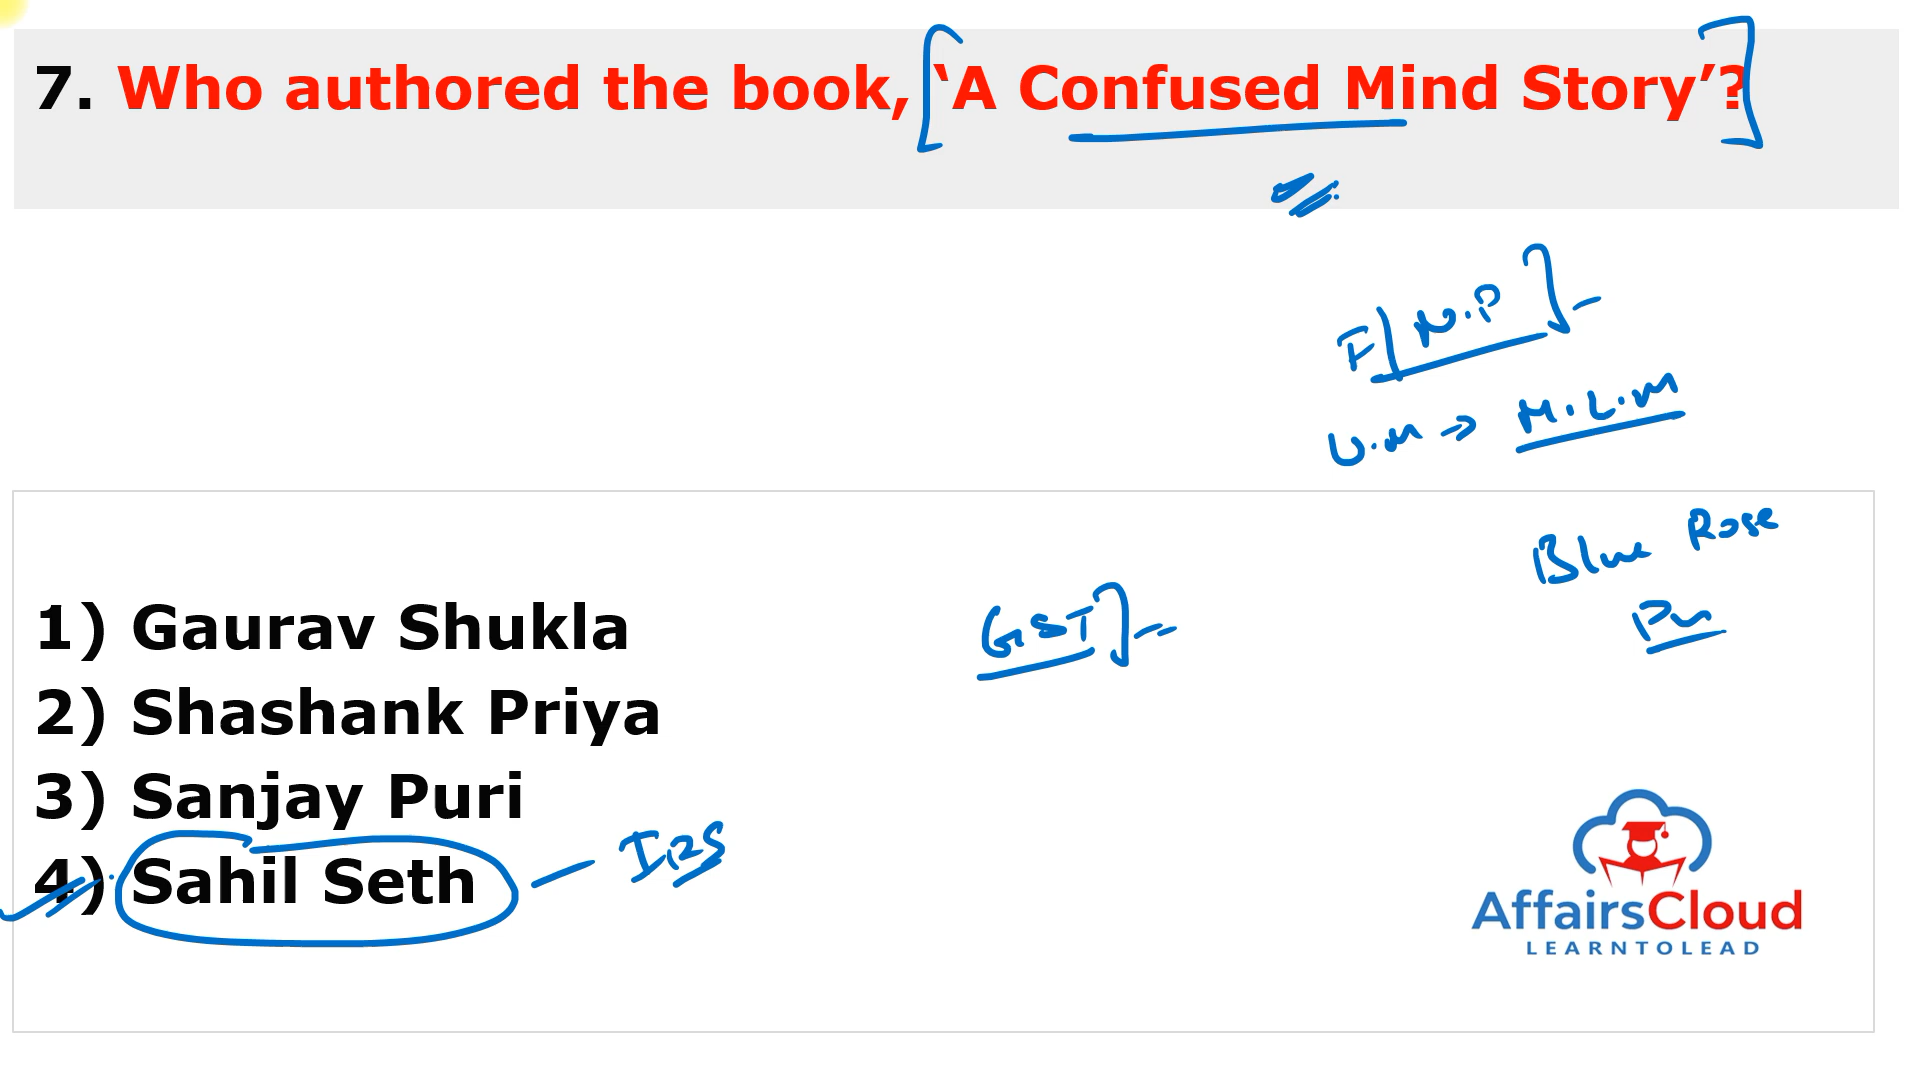 7. Who authored the book, ‘A Confused Mind Story’?
F/N.P
U.M → M.L.M
Blue Rose
GST
1) Gaurav Shukla
2) Shashank Priya
3) Sanjay Puri
4) Sahil Seth - IRS
AffairsCloud
LEARNTOLEAD